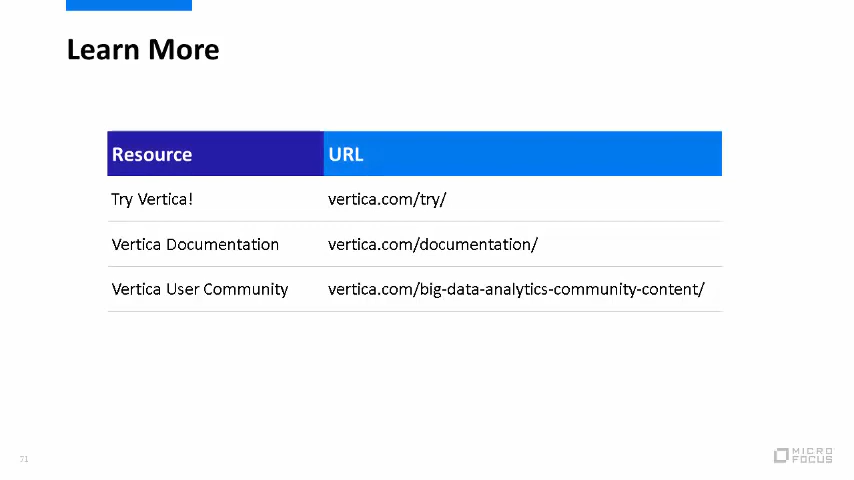 Learn More
Resource URL
Try Vertica! vertica.com/try/
Vertica Documentation vertica.com/documentation/
Vertica User Community vertica.com/big-data-analytics-community-content/
71
MICRO
FOCUS